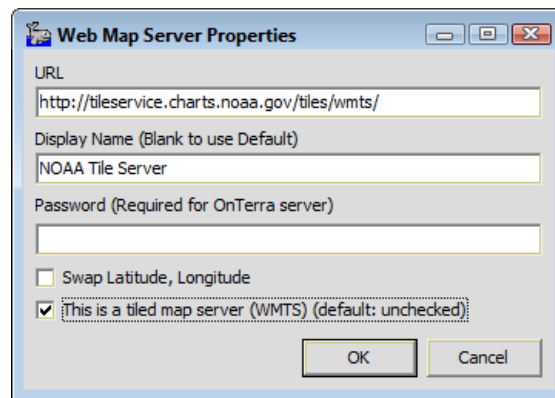 Web Map Server Properties
URL
http://tileservice.charts.noaa.gov/tiles/wmts/
Display Name (Blank to use Default)
NOAA Tile Server
Password (Required for OnTerra server)
Swap Latitude, Longitude
This is a tiled map server (WMTS) (default: unchecked)
OK Cancel